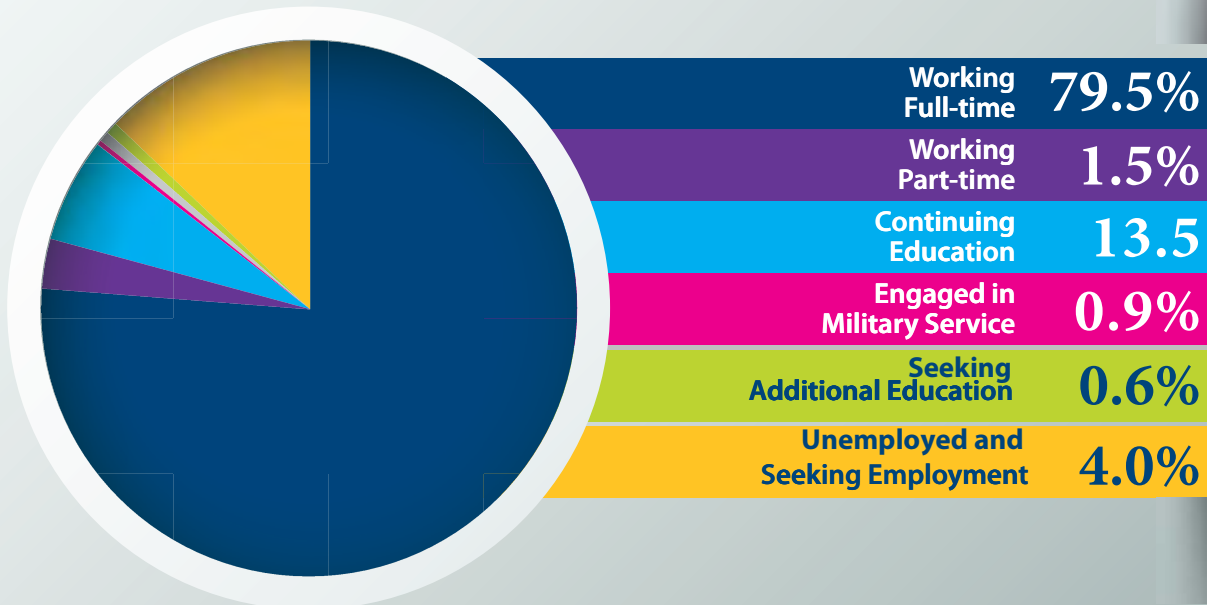 Working
Full-time 79.5%
Working
Part-time 1.5%
Continuing
Education 13.5
Engaged in
Military Service 0.9%
Seeking
Additional Education 0.6%
Unemployed and
Seeking Employment 4.0%